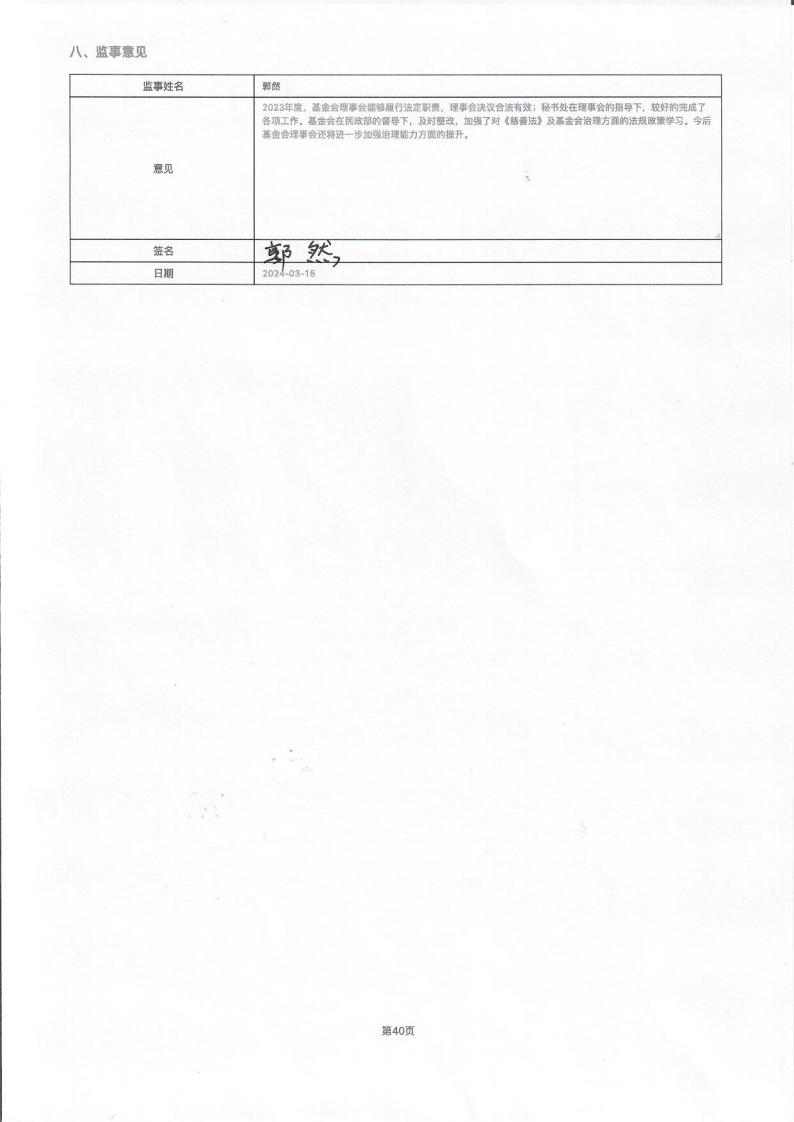 八、监事意见
监事姓名
郭然
意见
2023年度，基金会理事会能够履行法定职责，理事会决议合法有效；秘书处在理事会的指导下，较好的完成了
各项工作。基金会在民政部的督导下，及时整改，加强了对《慈善法》及基金会治理方面的法规政策学习。今后
基金会理事会还将进一步加强治理能力方面的提升。
签名
郭然
日期
2024-03-15
第40页